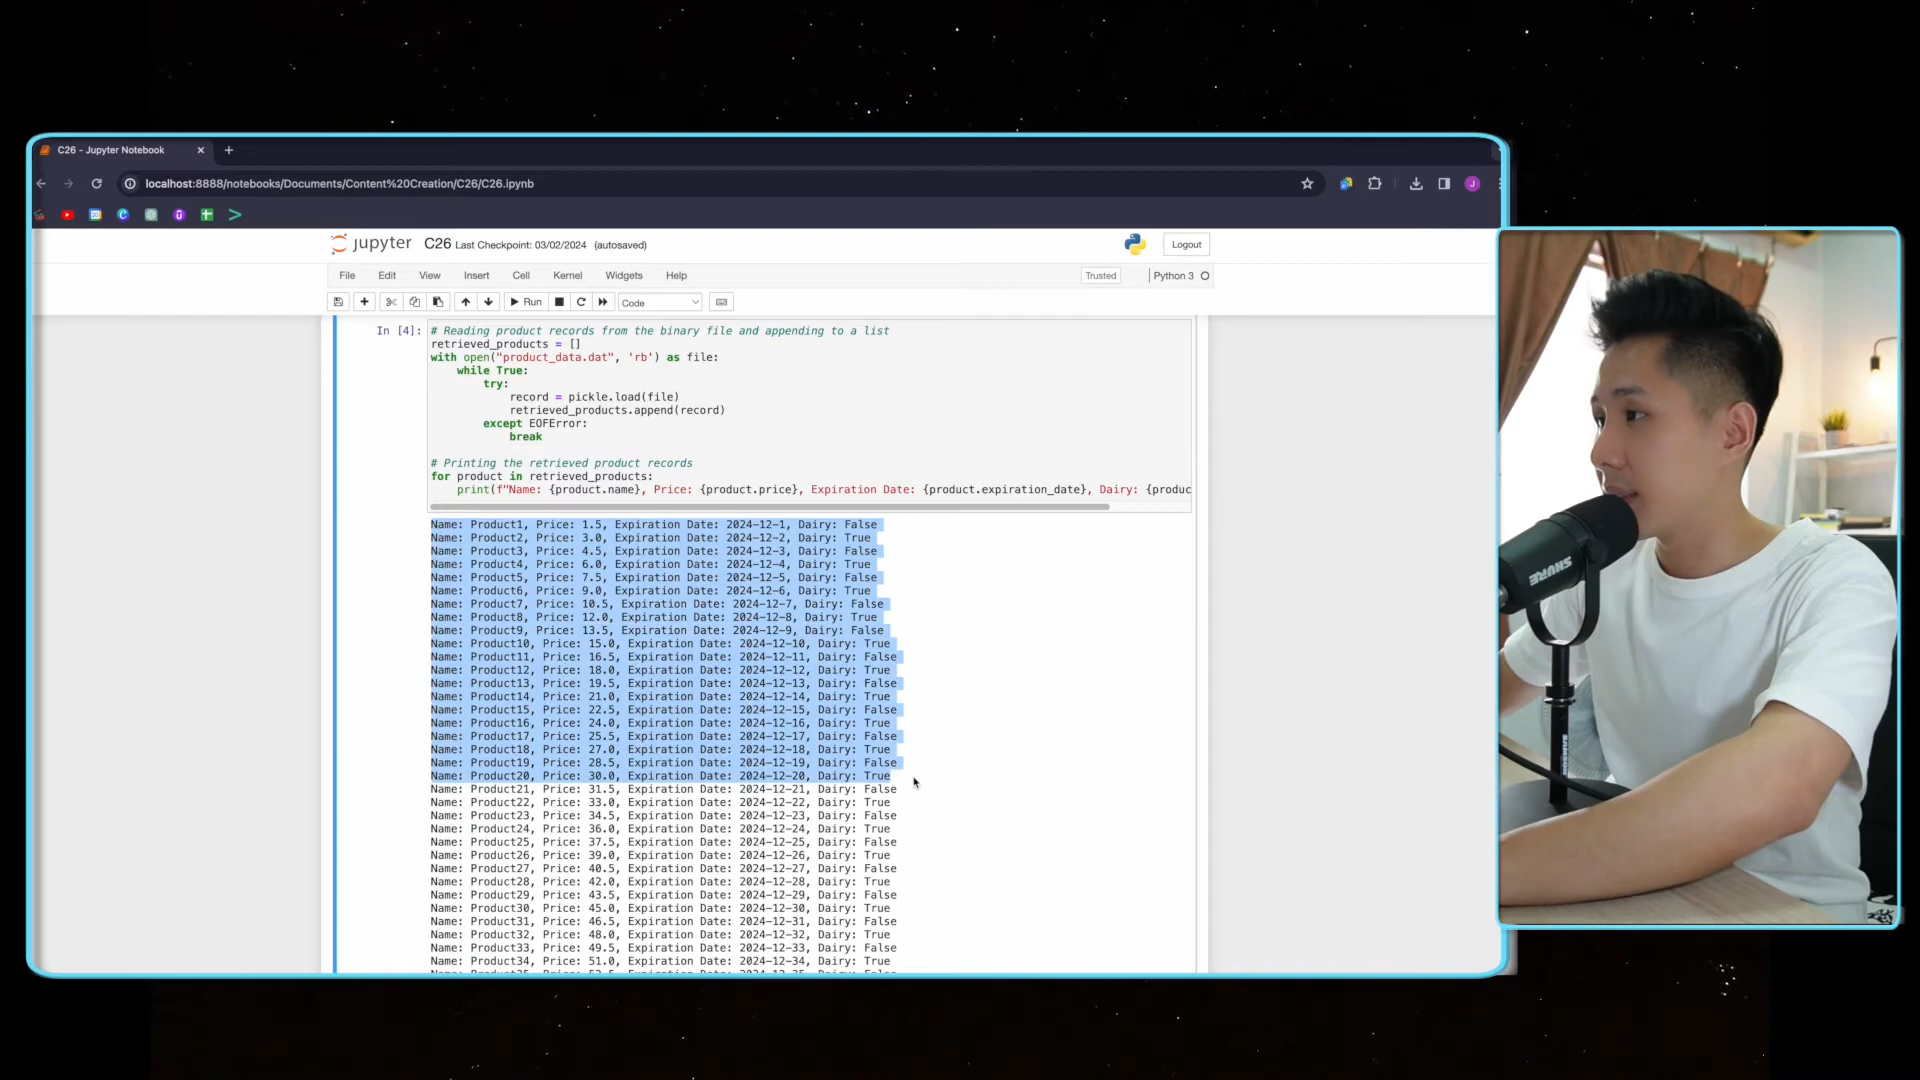 C26 - Jupyter Notebook
localhost:8888/notebooks/Documents/Content%20Creation/C26/C26.ipynb
J
jupyter C26 Last Checkpoint: 03/02/2024 (autosaved)
Logout
File Edit View Insert Cell Kernel Widgets Help
Trusted
Python 3
Run
Code
In [4]:
# Reading product records from the binary file and appending to a list
retrieved_products = []
with open("product_data.dat", 'rb') as file:
    while True:
        try:
            record = pickle.load(file)
            retrieved_products.append(record)
        except EOFError:
            break
# Printing the retrieved product records
for product in retrieved_products:
    print(f"Name: {product.name}, Price: {product.price}, Expiration Date: {product.expiration_date}, Dairy: {produc
Name: Product1, Price: 1.5, Expiration Date: 2024-12-1, Dairy: False
Name: Product2, Price: 3.0, Expiration Date: 2024-12-2, Dairy: True
Name: Product3, Price: 4.5, Expiration Date: 2024-12-3, Dairy: False
Name: Product4, Price: 6.0, Expiration Date: 2024-12-4, Dairy: True
Name: Product5, Price: 7.5, Expiration Date: 2024-12-5, Dairy: False
Name: Product6, Price: 9.0, Expiration Date: 2024-12-6, Dairy: True
Name: Product7, Price: 10.5, Expiration Date: 2024-12-7, Dairy: False
Name: Product8, Price: 12.0, Expiration Date: 2024-12-8, Dairy: True
Name: Product9, Price: 13.5, Expiration Date: 2024-12-9, Dairy: False
Name: Product10, Price: 15.0, Expiration Date: 2024-12-10, Dairy: True
Name: Product11, Price: 16.5, Expiration Date: 2024-12-11, Dairy: False
Name: Product12, Price: 18.0, Expiration Date: 2024-12-12, Dairy: True
Name: Product13, Price: 19.5, Expiration Date: 2024-12-13, Dairy: False
Name: Product14, Price: 21.0, Expiration Date: 2024-12-14, Dairy: True
Name: Product15, Price: 22.5, Expiration Date: 2024-12-15, Dairy: False
Name: Product16, Price: 24.0, Expiration Date: 2024-12-16, Dairy: True
Name: Product17, Price: 25.5, Expiration Date: 2024-12-17, Dairy: False
Name: Product18, Price: 27.0, Expiration Date: 2024-12-18, Dairy: True
Name: Product19, Price: 28.5, Expiration Date: 2024-12-19, Dairy: False
Name: Product20, Price: 30.0, Expiration Date: 2024-12-20, Dairy: True
Name: Product21, Price: 31.5, Expiration Date: 2024-12-21, Dairy: False
Name: Product22, Price: 33.0, Expiration Date: 2024-12-22, Dairy: True
Name: Product23, Price: 34.5, Expiration Date: 2024-12-23, Dairy: False
Name: Product24, Price: 36.0, Expiration Date: 2024-12-24, Dairy: True
Name: Product25, Price: 37.5, Expiration Date: 2024-12-25, Dairy: False
Name: Product26, Price: 39.0, Expiration Date: 2024-12-26, Dairy: True
Name: Product27, Price: 40.5, Expiration Date: 2024-12-27, Dairy: False
Name: Product28, Price: 42.0, Expiration Date: 2024-12-28, Dairy: True
Name: Product29, Price: 43.5, Expiration Date: 2024-12-29, Dairy: False
Name: Product30, Price: 45.0, Expiration Date: 2024-12-30, Dairy: True
Name: Product31, Price: 46.5, Expiration Date: 2024-12-31, Dairy: False
Name: Product32, Price: 48.0, Expiration Date: 2024-12-32, Dairy: True
Name: Product33, Price: 49.5, Expiration Date: 2024-12-33, Dairy: False
Name: Product34, Price: 51.0, Expiration Date: 2024-12-34, Dairy: True
SHURE
SAMSON